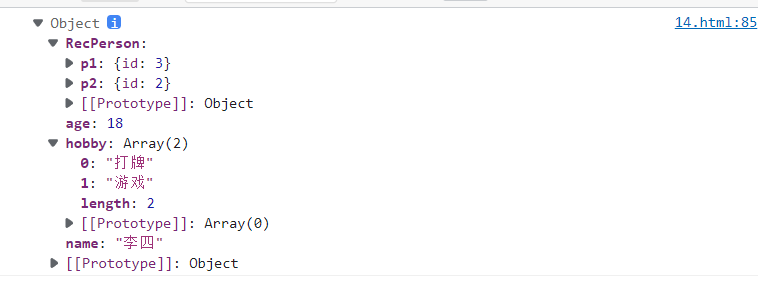 Object i 14.html:85
RecPerson:
p1: {id: 3}
p2: {id: 2}
[[Prototype]]: Object
age: 18
hobby: Array(2)
0: "打牌"
1: "游戏"
length: 2
[[Prototype]]: Array(0)
name: "李四"
[[Prototype]]: Object